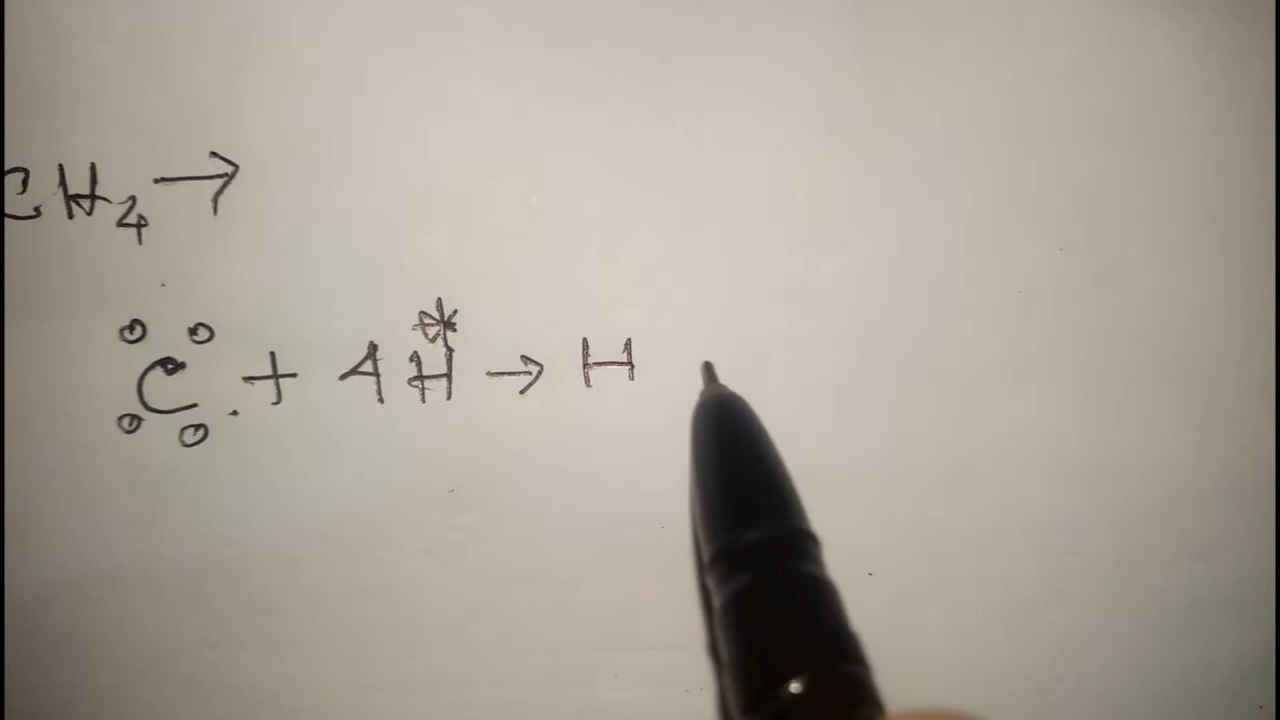 CH₄ →
C + 4H → H